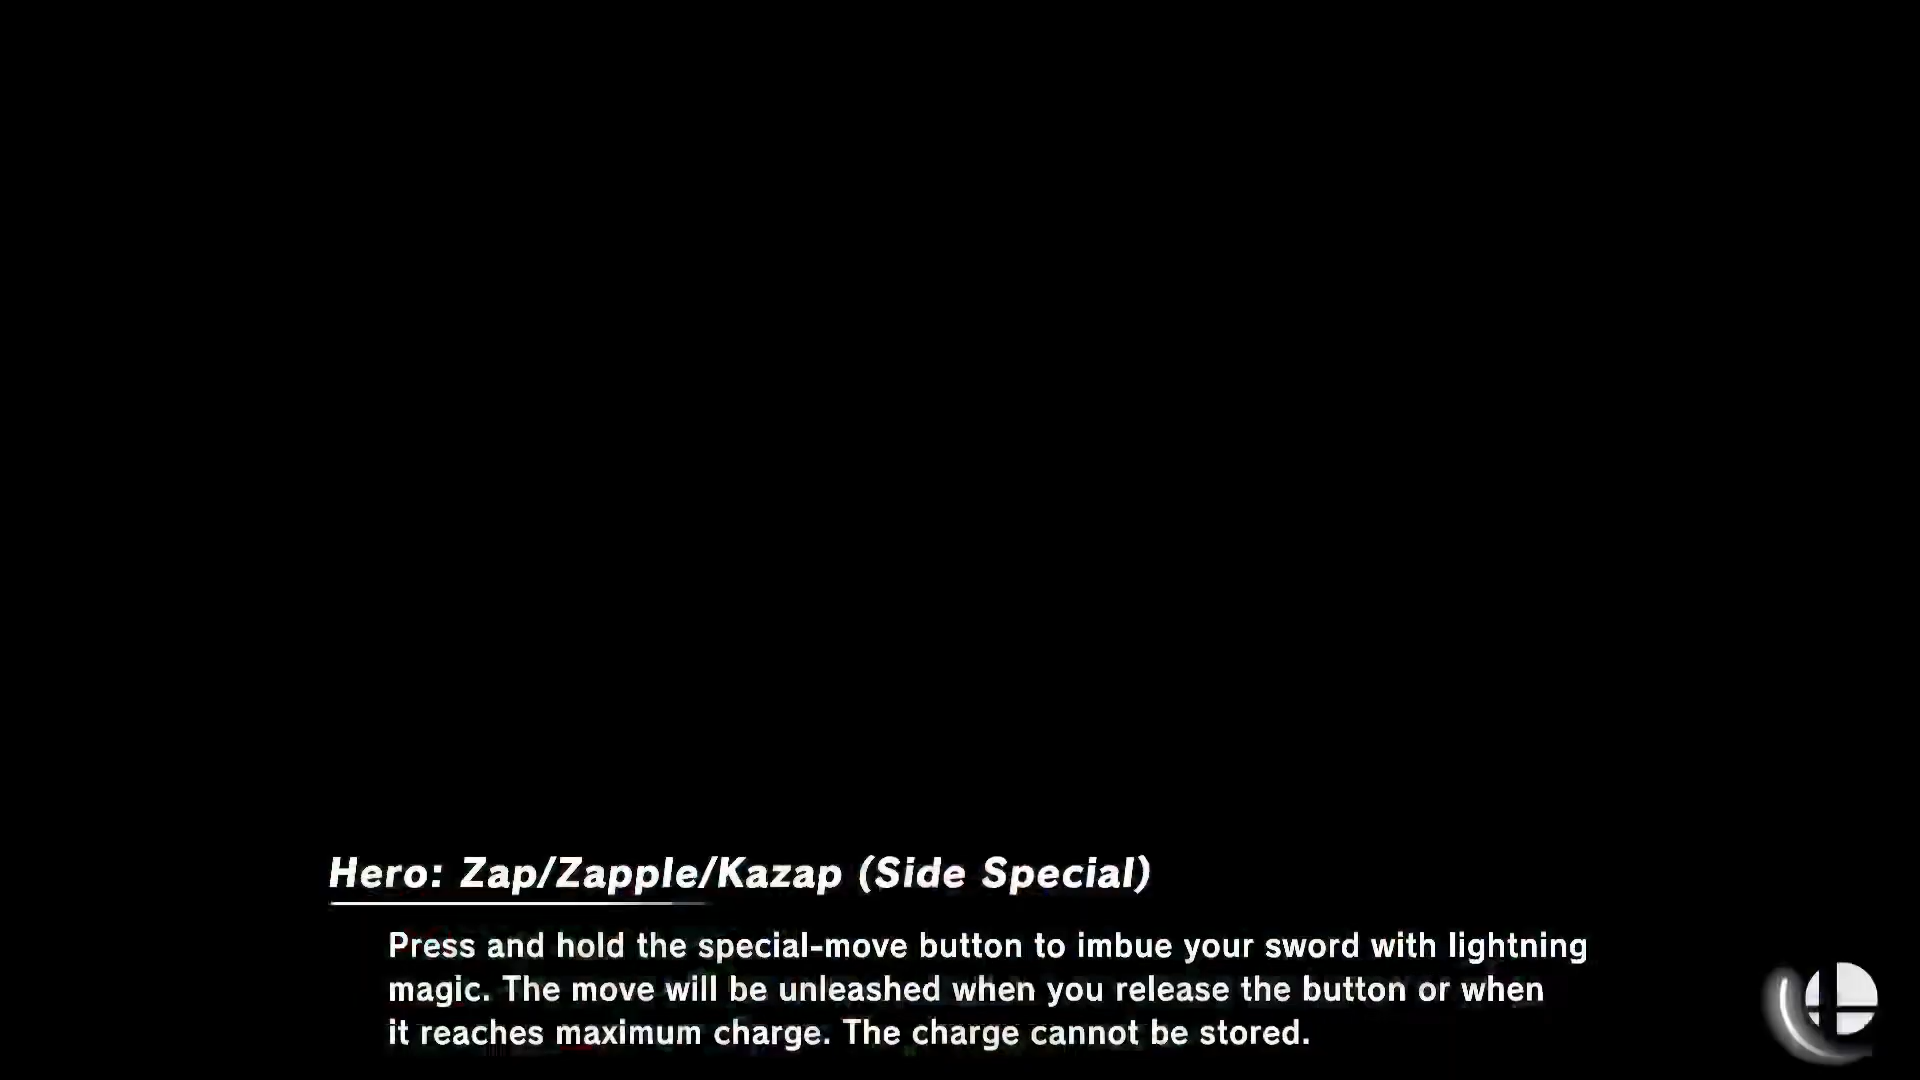 Hero: Zap/Zapple/Kazap (Side Special)
Press and hold the special-move button to imbue your sword with lightning
magic. The move will be unleashed when you release the button or when
it reaches maximum charge. The charge cannot be stored.